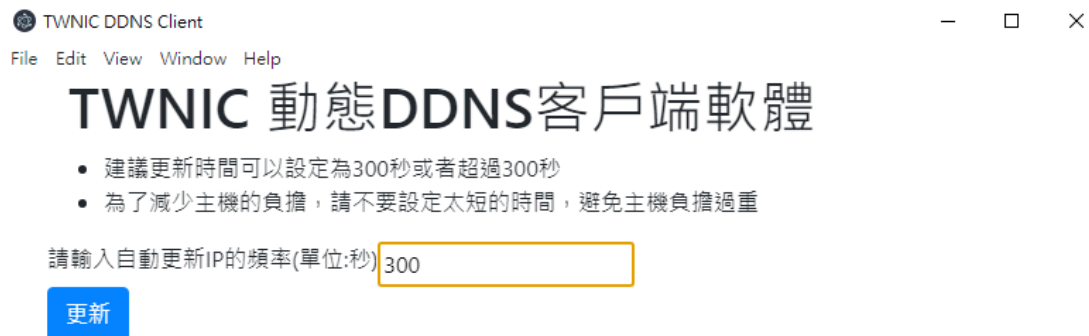 TWNIC DDNS Client
File Edit View Window Help
TWNIC 動態DDNS客戶端軟體
建議更新時間可以設定為300秒或者超過300秒
為了減少主機的負擔，請不要設定太短的時間，避免主機負擔過重
請輸入自動更新IP的頻率(單位:秒) 300
更新